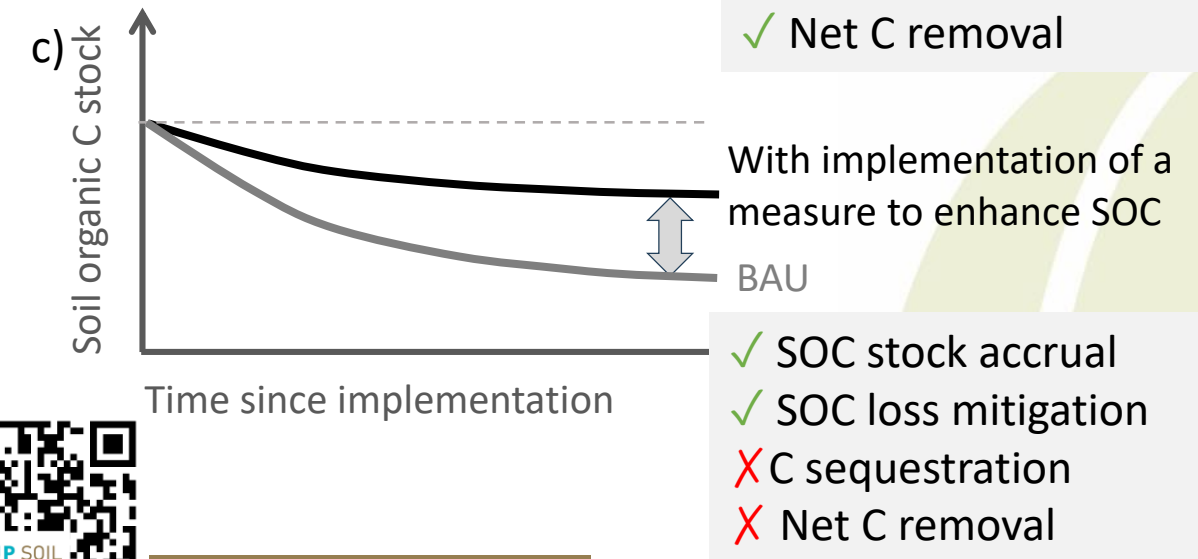 ✓ Net C removal
c)
Soil organic C stock
With implementation of a
measure to enhance SOC
BAU
Time since implementation
✓ SOC stock accrual
✓ SOC loss mitigation
✗ C sequestration
✗ Net C removal
P SOIL